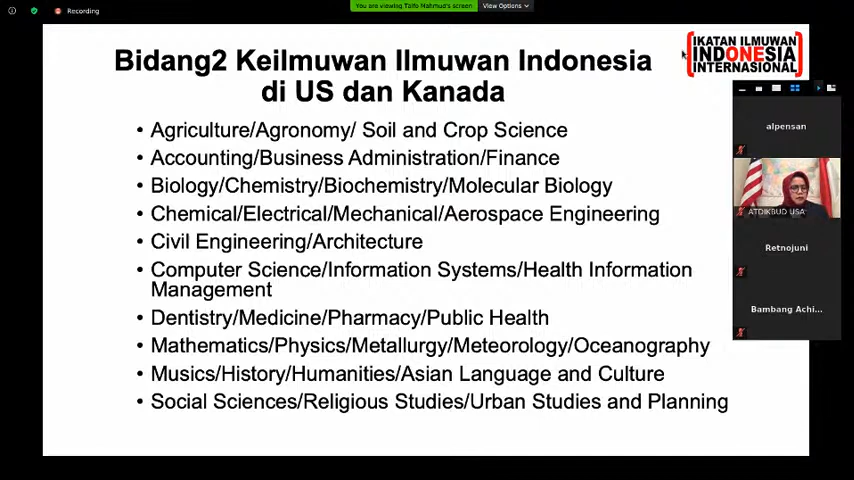 Recording
You are viewing Taifo Mahmud's screen
View Options
Bidang2 Keilmuwan Ilmuwan Indonesia
di US dan Kanada
IKATAN ILMUWAN
INDONESIA
INTERNASIONAL
• Agriculture/Agronomy/ Soil and Crop Science
• Accounting/Business Administration/Finance
• Biology/Chemistry/Biochemistry/Molecular Biology
• Chemical/Electrical/Mechanical/Aerospace Engineering
• Civil Engineering/Architecture
• Computer Science/Information Systems/Health Information
Management
• Dentistry/Medicine/Pharmacy/Public Health
• Mathematics/Physics/Metallurgy/Meteorology/Oceanography
• Musics/History/Humanities/Asian Language and Culture
• Social Sciences/Religious Studies/Urban Studies and Planning
alpensan
ATDIKBUD USA
Retnojuni
Bambang Achi...